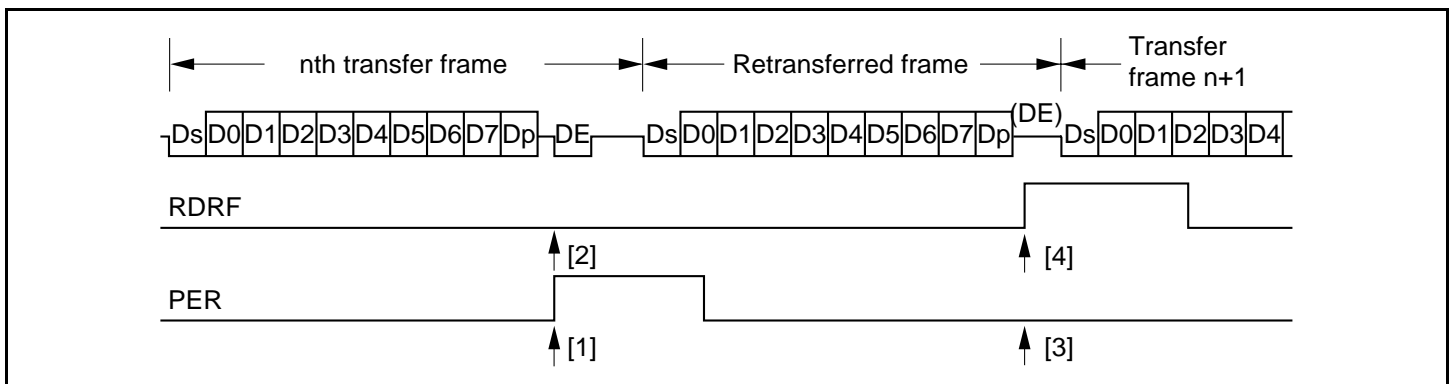 nth transfer frame Retransferred frame Transfer
frame n+1
(DE)
Ds D0 D1 D2 D3 D4 D5 D6 D7 Dp DE Ds D0 D1 D2 D3 D4 D5 D6 D7 Dp Ds D0 D1 D2 D3 D4
RDRF
[2] [4]
PER
[1] [3]